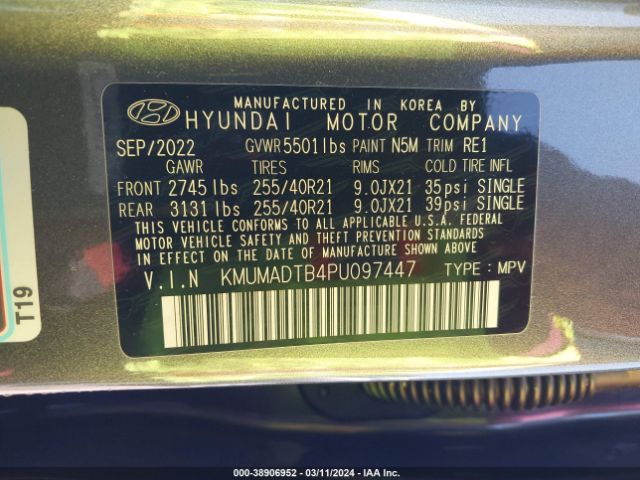 MANUFACTURED IN KOREA BY
HYUNDAI MOTOR COMPANY
SEP/2022 GVWR 5501 lbs PAINT N5M TRIM RE1
GAWR TIRES RIMS COLD TIRE INFL
FRONT 2745 lbs 255/40R21 9.0JX21 35psi SINGLE
REAR 3131 lbs 255/40R21 9.0JX21 39psi SINGLE
THIS VEHICLE CONFORMS TO ALL APPLICABLE U.S.A. FEDERAL
MOTOR VEHICLE SAFETY AND THEFT PREVENTION STANDARDS
IN EFFECT ON THE DATE OF MANUFACTURE SHOWN ABOVE.
V.I.N KMUMADTB4PU097447 TYPE : MPV
T19
000-38906952 - 03/11/2024 - IAA Inc.